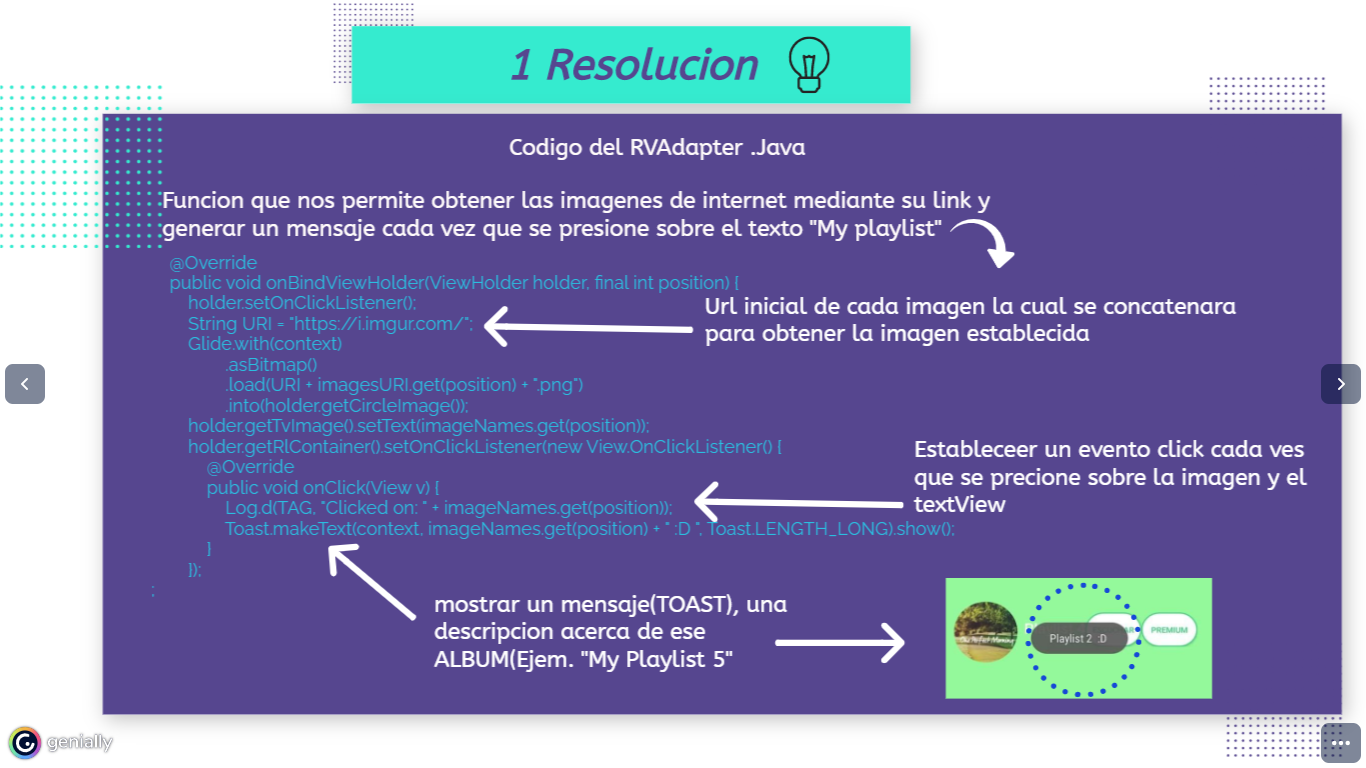 1 Resolucion
Codigo del RVAdapter .Java
Funcion que nos permite obtener las imagenes de internet mediante su link y
generar un mensaje cada vez que se presione sobre el texto "My playlist"
@Override
public void onBindViewHolder(ViewHolder holder, final int position) {
holder.setOnClickListener();
String URI = "https://i.imgur.com/";
Glide.with(context)
.asBitmap()
.load(URI + imagesURI.get(position) + ".png")
.into(holder.getCircleImage());
holder.getTvImage().setText(imageNames.get(position));
holder.getRlContainer().setOnClickListener(new View.OnClickListener() {
@Override
public void onClick(View v) {
Log.d(TAG, "Clicked on: " + imageNames.get(position));
Toast.makeText(context, imageNames.get(position) + " :D ", Toast.LENGTH_LONG).show();
}
});
;
Url inicial de cada imagen la cual se concatenara
para obtener la imagen establecida
Estableceer un evento click cada ves
que se precione sobre la imagen y el
textView
mostrar un mensaje(TOAST), una
descripcion acerca de ese
ALBUM(Ejem. "My Playlist 5"
Playlist 2 :D
PREMIUM
genially